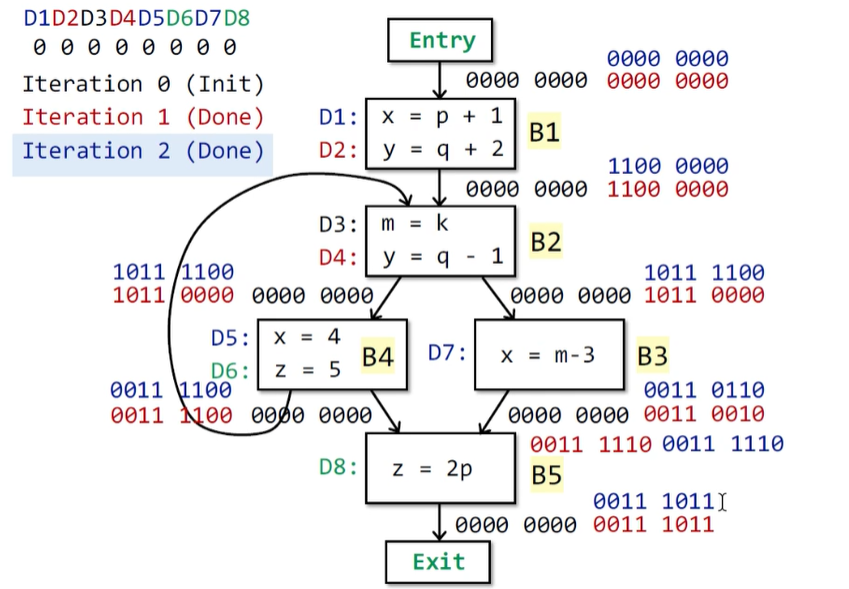 D1D2D3D4D5D6D7D8
0 0 0 0 0 0 0 0
Iteration 0 (Init)
Iteration 1 (Done)
Iteration 2 (Done)
Entry
0000 0000
0000 0000 0000 0000
D1: x = p + 1
D2: y = q + 2
B1
1100 0000
0000 0000 1100 0000
D3: m = k
D4: y = q - 1
B2
1011 1100
1011 0000 0000 0000
1011 1100
0000 0000 1011 0000
D5: x = 4
D6: z = 5
B4
D7: x = m-3
B3
0011 1100
0011 1100 0000 0000
0011 0110
0000 0000 0011 0010
0011 1110 0011 1110
D8: z = 2p
B5
0011 1011
0000 0000 0011 1011
Exit